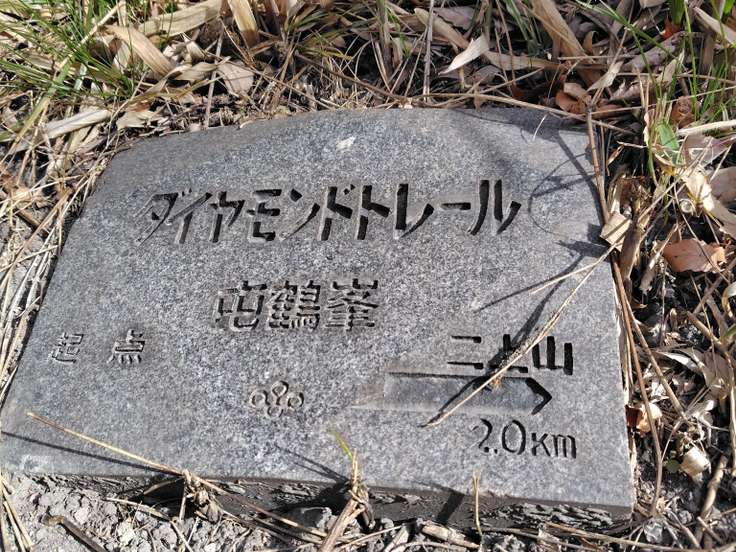 ダイヤモンドトレール
屯鶴峯
起点
二上山
2.0KM